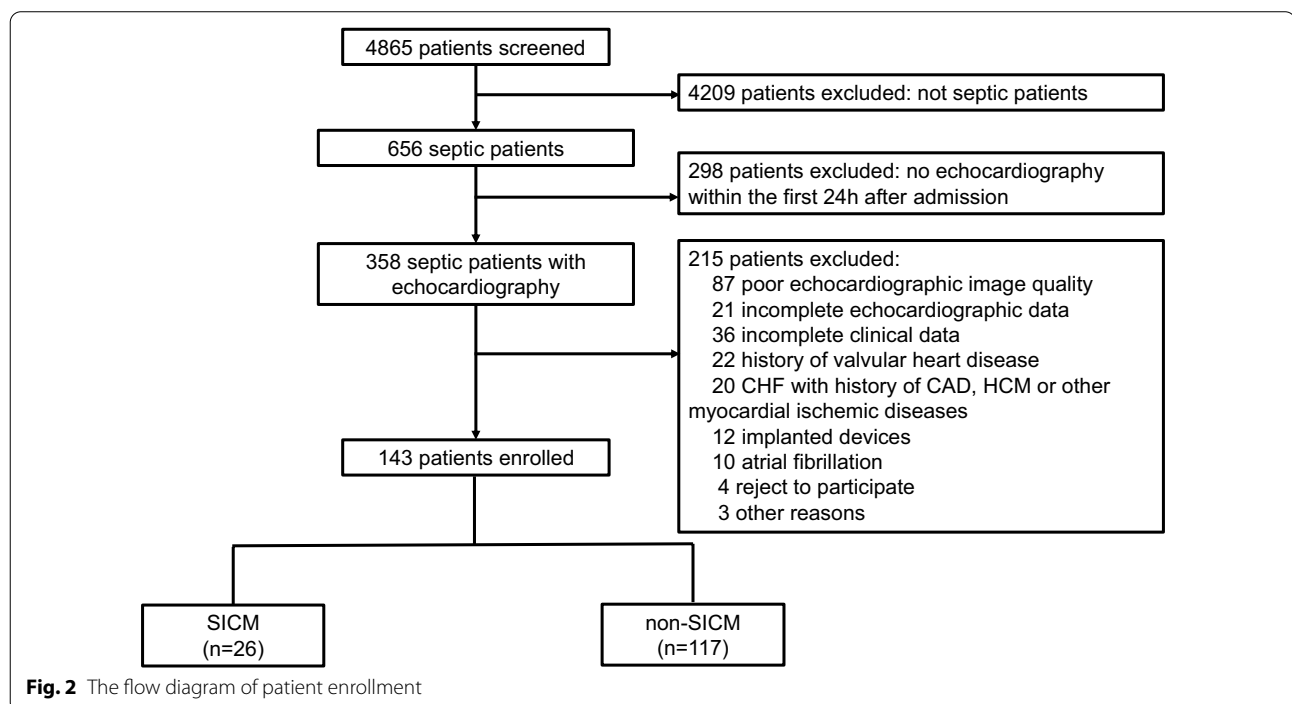 4865 patients screened
4209 patients excluded: not septic patients
656 septic patients
298 patients excluded: no echocardiography
within the first 24h after admission
358 septic patients with
echocardiography
215 patients excluded:
87 poor echocardiographic image quality
21 incomplete echocardiographic data
36 incomplete clinical data
22 history of valvular heart disease
20 CHF with history of CAD, HCM or other
myocardial ischemic diseases
12 implanted devices
10 atrial fibrillation
4 reject to participate
3 other reasons
143 patients enrolled
SICM
(n=26)
non-SICM
(n=117)
Fig. 2 The flow diagram of patient enrollment